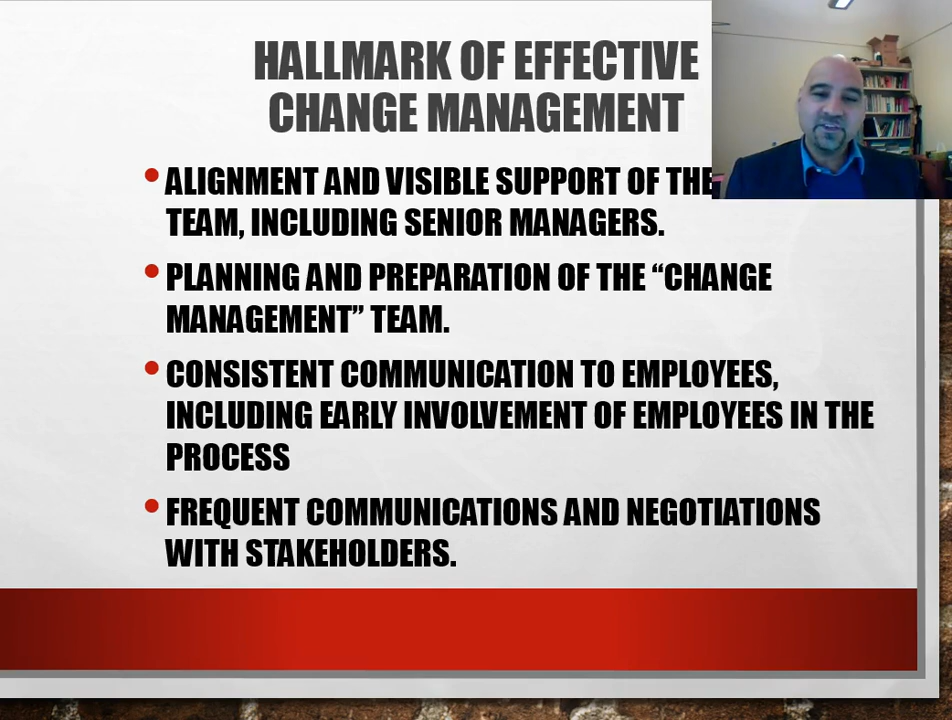 HALLMARK OF EFFECTIVE
CHANGE MANAGEMENT
•ALIGNMENT AND VISIBLE SUPPORT OF THE
TEAM, INCLUDING SENIOR MANAGERS.
•PLANNING AND PREPARATION OF THE “CHANGE
MANAGEMENT” TEAM.
•CONSISTENT COMMUNICATION TO EMPLOYEES,
INCLUDING EARLY INVOLVEMENT OF EMPLOYEES IN THE
PROCESS
•FREQUENT COMMUNICATIONS AND NEGOTIATIONS
WITH STAKEHOLDERS.